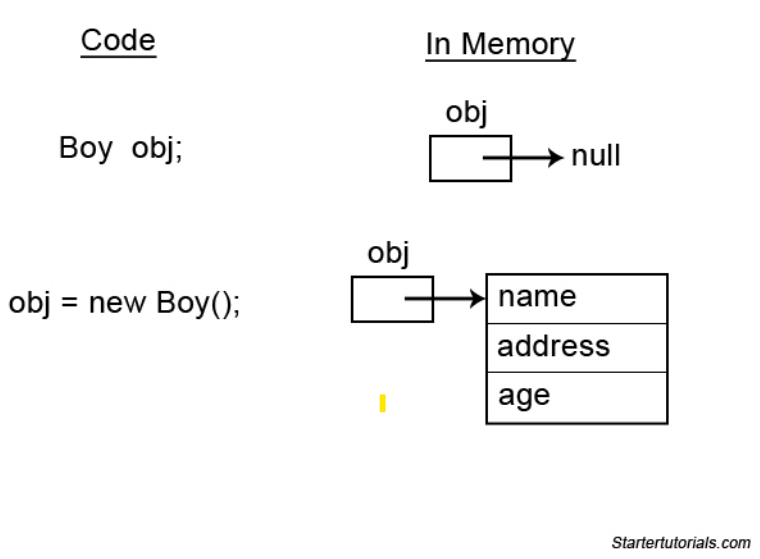 Code
In Memory
obj
Boy obj;
null
obj
obj = new Boy();
name
address
age
Startertutorials.com